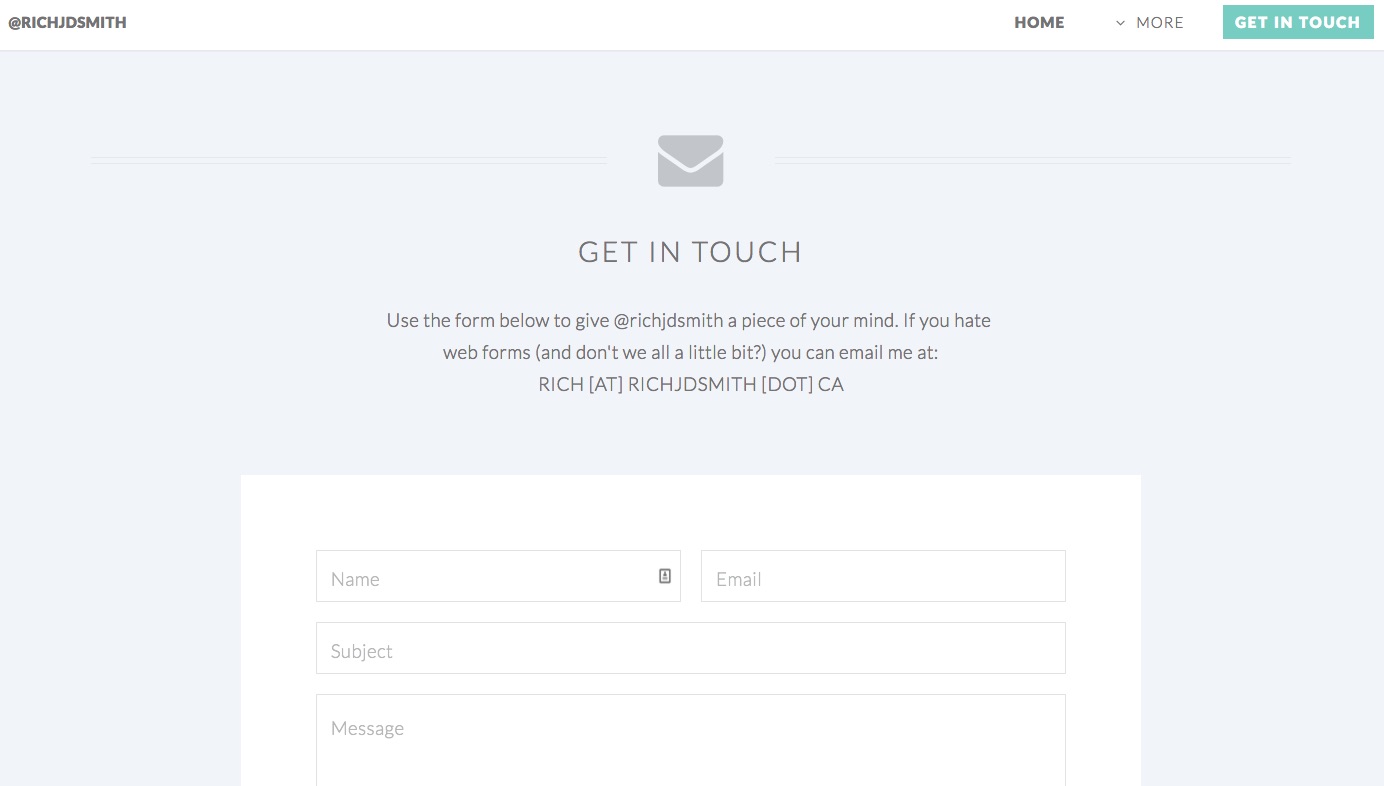 @RICHJDSMITH
HOME
MORE
GET IN TOUCH
GET IN TOUCH
Use the form below to give @richjdsmith a piece of your mind. If you hate
web forms (and don't we all a little bit?) you can email me at:
RICH [AT] RICHJDSMITH [DOT] CA
Name
Email
Subject
Message